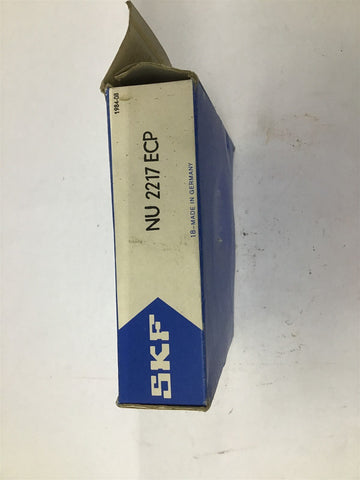 1984-08
NU 2217 ECP
18-MADE IN GERMANY
SKF